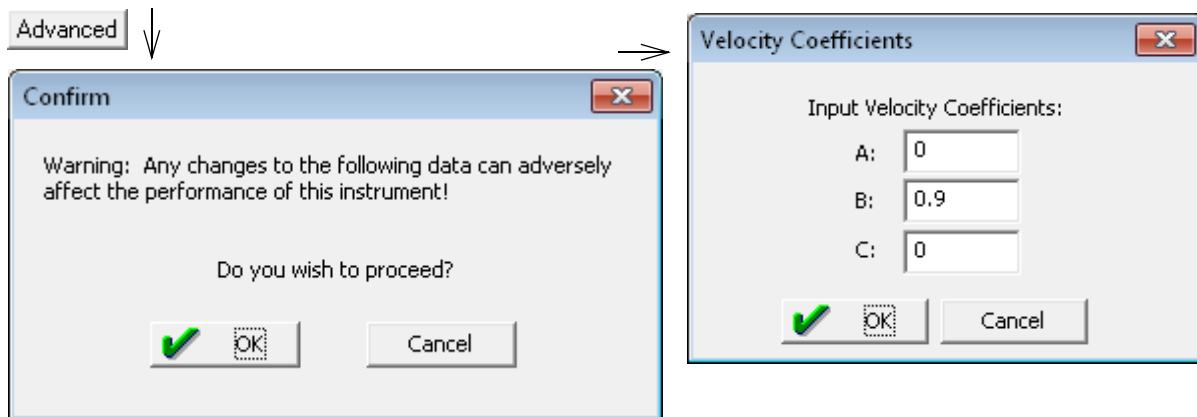 Advanced
Confirm
Warning: Any changes to the following data can adversely
affect the performance of this instrument!
Do you wish to proceed?
OK
Cancel
Velocity Coefficients
Input Velocity Coefficients:
A: 0
B: 0.9
C: 0
OK
Cancel